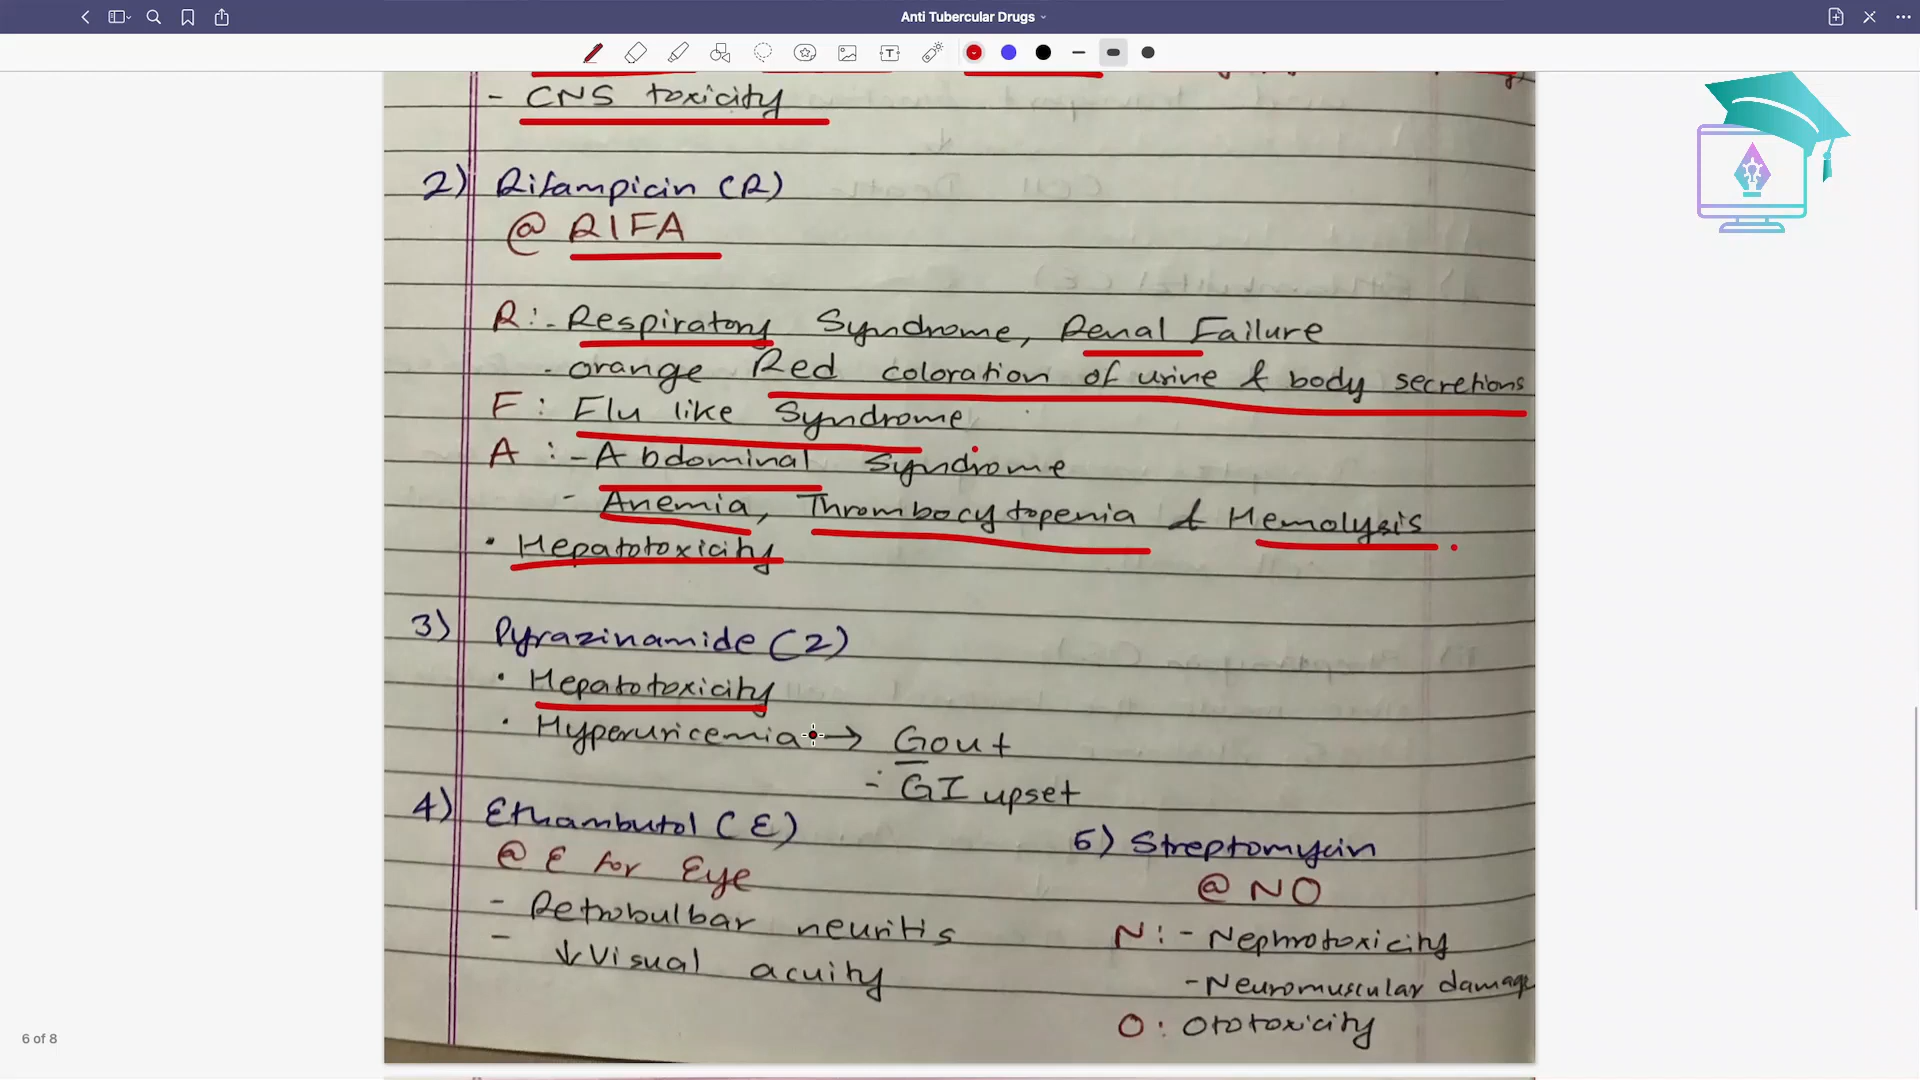 Anti Tubercular Drugs
- CNS toxicity
2) Rifampicin (R)
@ RIFA
R: - Respiratory Syndrome, Renal Failure
- orange Red coloration of urine & body secretions
F: Flu like Syndrome
A: - Abdominal Syndrome
- Anemia, Thrombocytopenia & Hemolysis
• Hepatotoxicity
3) Pyrazinamide (Z)
• Hepatotoxicity
• Hyperuricemia → Gout
- GI upset
4) Ethambutol (E)
@ E for Eye
- Retrobulbar neuritis
- ↓ Visual acuity
5) Streptomycin
@ NO
N: - Nephrotoxicity
- Neuromuscular damage
O: Ototoxicity
6 of 8